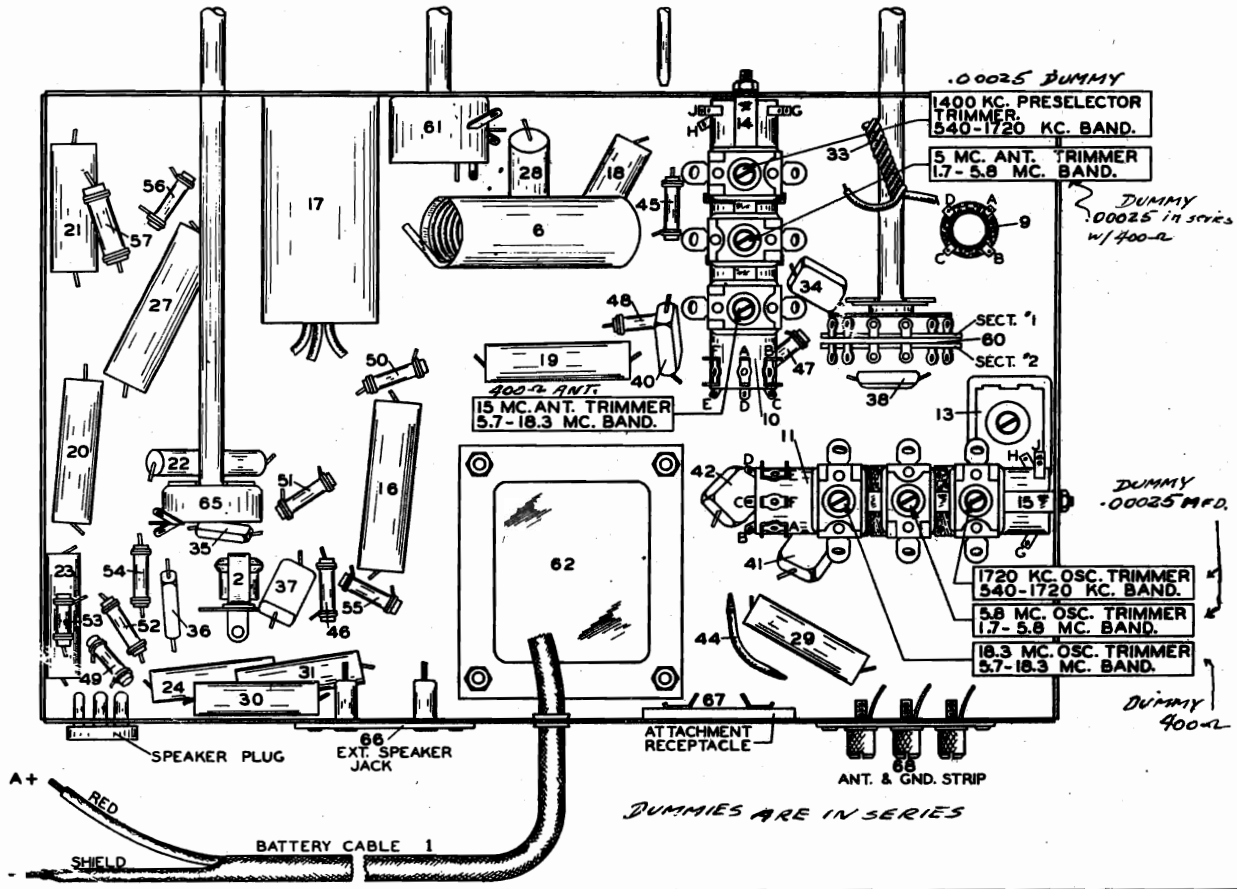 .00025 DUMMY
1400 KC. PRESELECTOR
TRIMMER.
540-1720 KC. BAND.
5 MC. ANT. TRIMMER
1.7-5.8 MC. BAND.
DUMMY
.00025 in series
w/400Ω
J
14
G
H
61
33
56
28
18
17
45
D
A
9
21
57
6
C
B
27
34
48
SECT. #1
60
SECT. #2
50
19
40
F
A
B
47
38
400Ω ANT.
E
D
C
15 MC. ANT. TRIMMER
5.7-18.3 MC. BAND.
10
13
11
20
22
51
16
42
D
C
F
E
B
A
H
J
15
G
DUMMY
.00025 MFD.
65
35
41
62
23
54
2
37
55
1720 KC. OSC. TRIMMER
540-1720 KC. BAND.
5.8 MC. OSC. TRIMMER
1.7-5.8 MC. BAND.
18.3 MC. OSC. TRIMMER
5.7-18.3 MC. BAND.
53
52
36
46
44
29
49
24
31
30
67
DUMMY
400Ω
SPEAKER PLUG
66
EXT. SPEAKER
JACK
ATTACHMENT
RECEPTACLE
68
ANT. & GND. STRIP
A+
RED
DUMMIES ARE IN SERIES
BATTERY CABLE 1
SHIELD
-